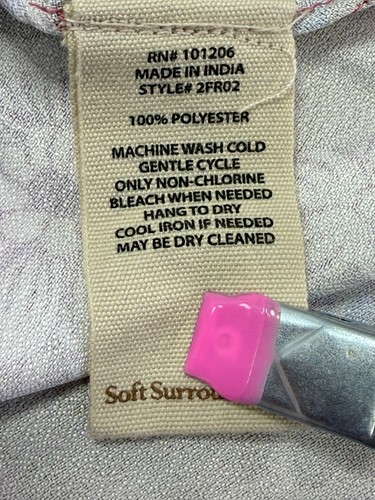 RN# 101206
MADE IN INDIA
STYLE# 2FR02
100% POLYESTER
MACHINE WASH COLD
GENTLE CYCLE
ONLY NON-CHLORINE
BLEACH WHEN NEEDED
HANG TO DRY
COOL IRON IF NEEDED
MAY BE DRY CLEANED
Soft